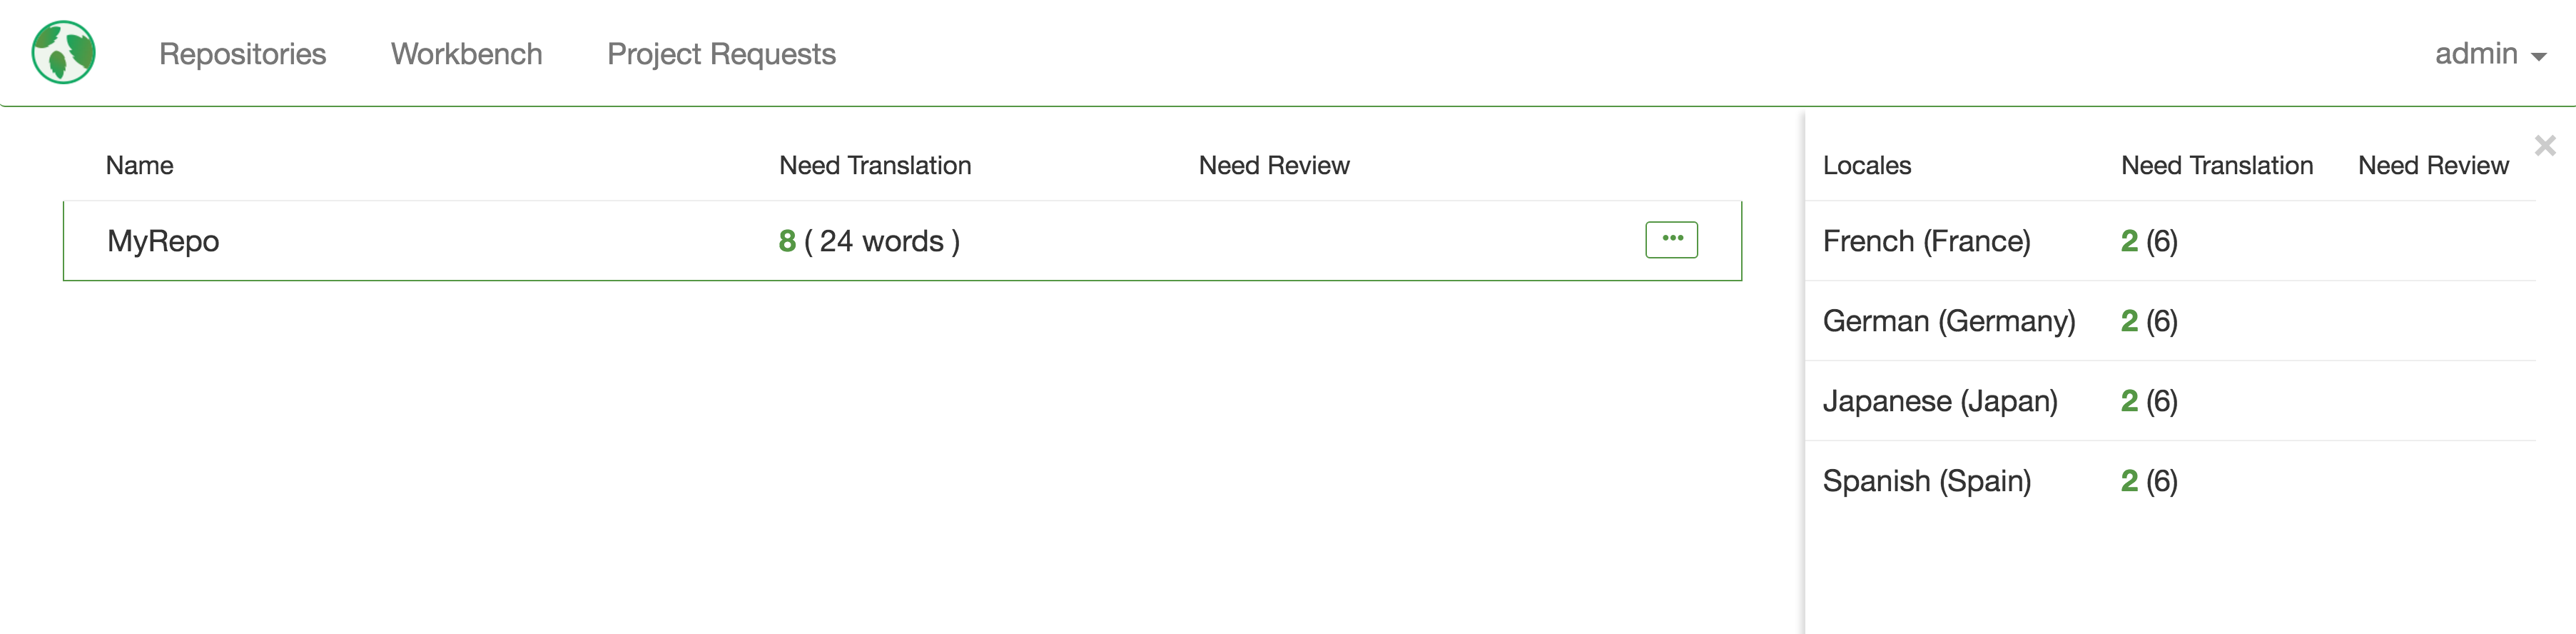 Repositories Workbench Project Requests admin
Name Need Translation Need Review
MyRepo 8 ( 24 words ) •••
Locales Need Translation Need Review ×
French (France) 2 (6)
German (Germany) 2 (6)
Japanese (Japan) 2 (6)
Spanish (Spain) 2 (6)